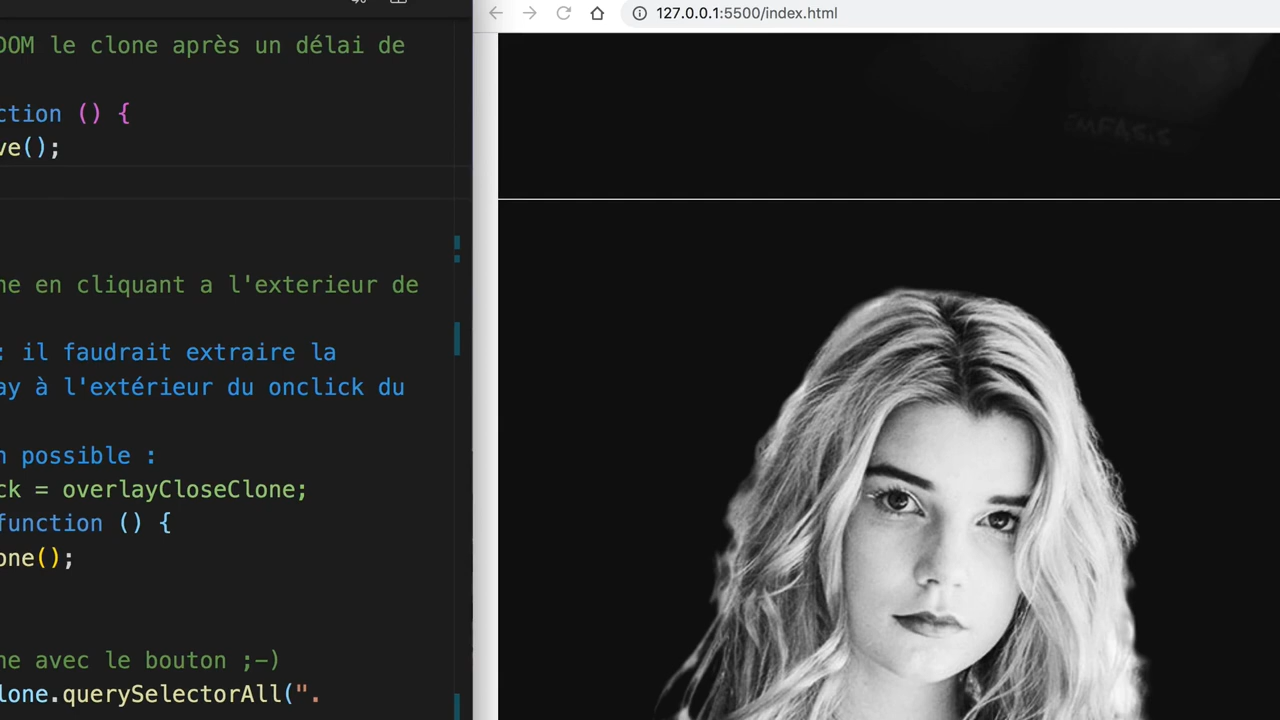 DOM le clone après un délai de
ction () {
ve();
ne en cliquant a l'exterieur de
: il faudrait extraire la
ay à l'extérieur du onclick du
n possible :
ck = overlayCloseClone;
function () {
one();
ne avec le bouton ;-)
lone.querySelectorAll(".
127.0.0.1:5500/index.html
EMFASIS